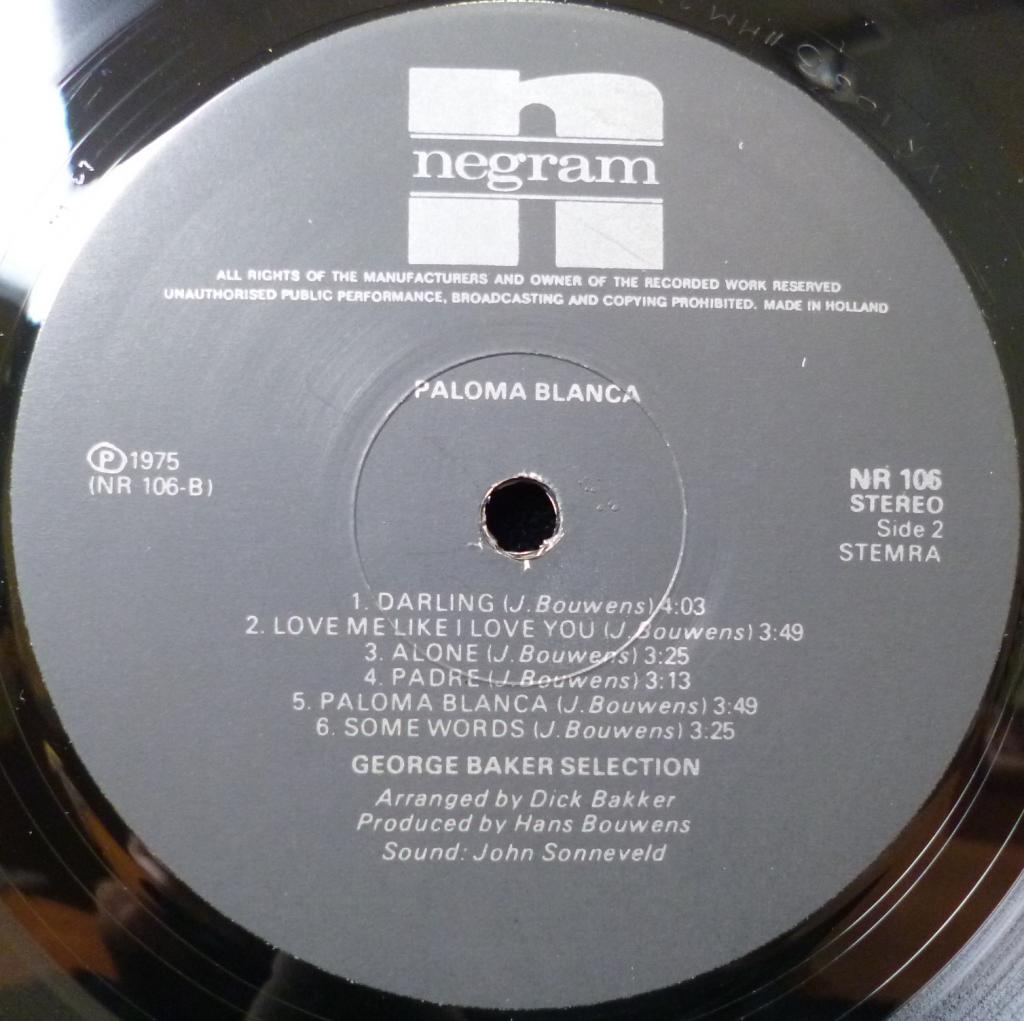 n
negram
ALL RIGHTS OF THE MANUFACTURERS AND OWNER OF THE RECORDED WORK RESERVED
UNAUTHORISED PUBLIC PERFORMANCE, BROADCASTING AND COPYING PROHIBITED. MADE IN HOLLAND
PALOMA BLANCA
Ⓟ1975
(NR 106-B)
NR 106
STEREO
Side 2
STEMRA
1. DARLING (J. Bouwens) 4:03
2. LOVE ME LIKE I LOVE YOU (J. Bouwens) 3:49
3. ALONE (J. Bouwens) 3:25
4. PADRE (J. Bouwens) 3:13
5. PALOMA BLANCA (J. Bouwens) 3:49
6. SOME WORDS (J. Bouwens) 3:25
GEORGE BAKER SELECTION
Arranged by Dick Bakker
Produced by Hans Bouwens
Sound: John Sonneveld